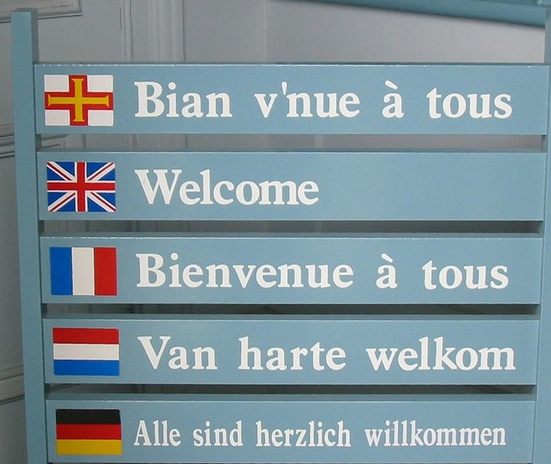 Bian v'nue à tous
Welcome
Bienvenue à tous
Van harte welkom
Alle sind herzlich willkommen